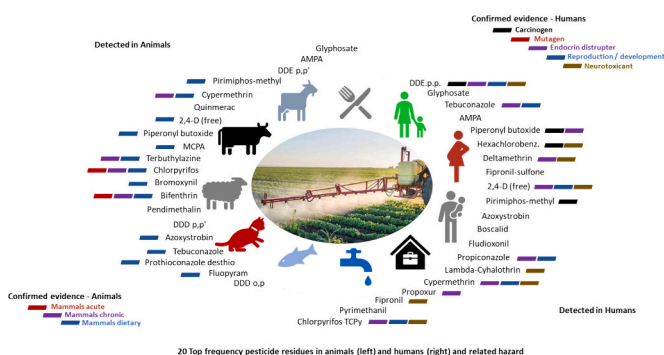 Confirmed evidence - Humans
Carcinogen
Mutagen
Endocrin distrupter
Reproduction / development
Neurotoxicant
Detected in Animals
Glyphosate
AMPA
DDE p,p'
Pirimiphos-methyl
Cypermethrin
Quinmerac
2,4-D (free)
Piperonyl butoxide
MCPA
Terbuthylazine
Chlorpyrifos
Bromoxynil
Bifenthrin
Pendimethalin
DDD p,p'
Azoxystrobin
Tebuconazole
Prothioconazole desthio
Fluopyram
DDD o,p
DDE.p.p.
Glyphosate
Tebuconazole
AMPA
Piperonyl butoxide
Hexachlorobenz.
Deltamethrin
Fipronil-sulfone
2,4-D (free)
Pirimiphos-methyl
Azoxystrobin
Boscalid
Fludioxonil
Propiconazole
Lambda-Cyhalothrin
Cypermethrin
Propoxur
Fipronil
Pyrimethanil
Chlorpyrifos TCPy
Confirmed evidence - Animals
Mammals acute
Mammals chronic
Mammals dietary
Detected in Humans
20 Top frequency pesticide residues in animals (left) and humans (right) and related hazard